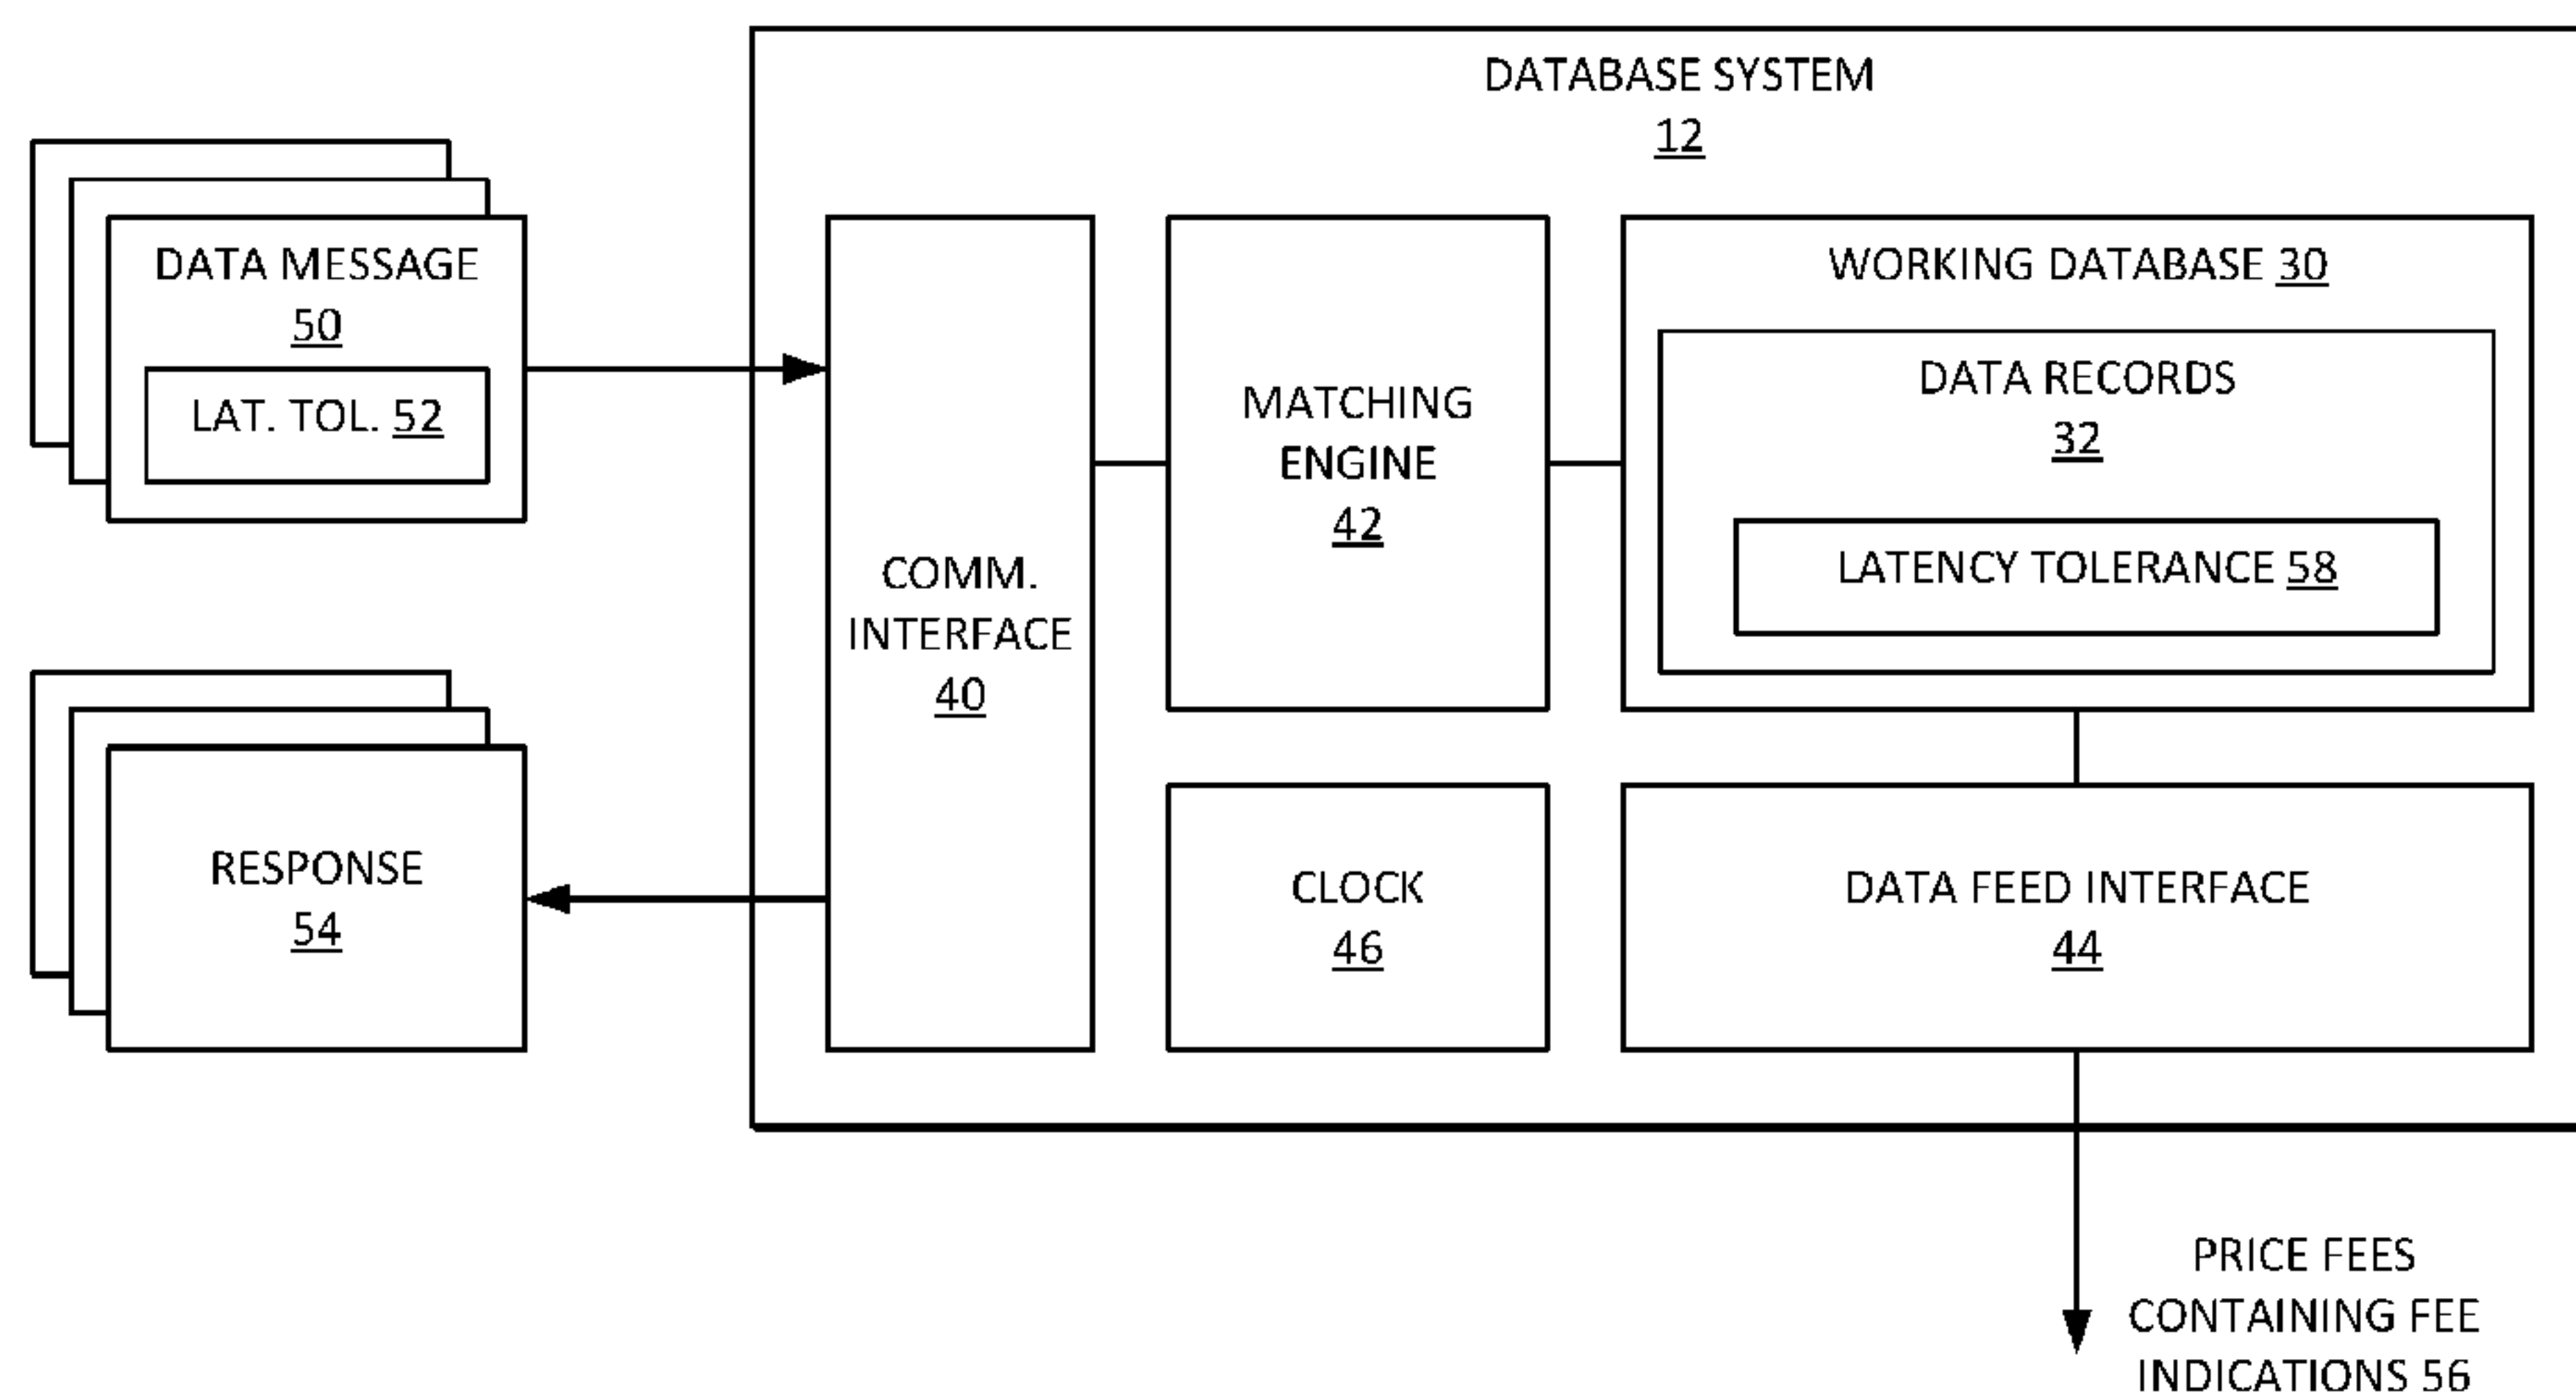 DATABASE SYSTEM
12
DATA MESSAGE
50
LAT. TOL. 52
RESPONSE
54
COMM.
INTERFACE
40
MATCHING
ENGINE
42
CLOCK
46
WORKING DATABASE 30
DATA RECORDS
32
LATENCY TOLERANCE 58
DATA FEED INTERFACE
44
PRICE FEES
CONTAINING FEE
INDICATIONS 56